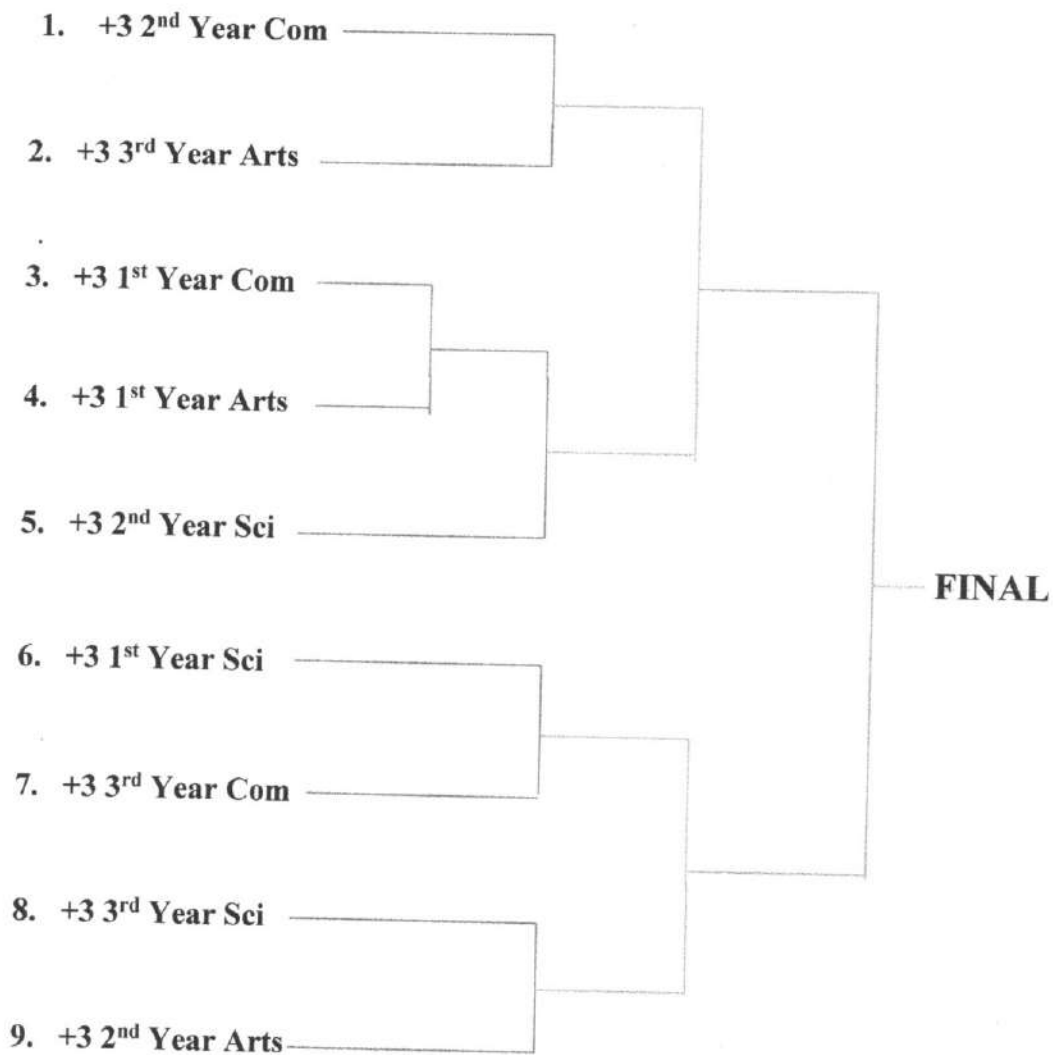 1. +3 2nd Year Com
2. +3 3rd Year Arts
3. +3 1st Year Com
4. +3 1st Year Arts
5. +3 2nd Year Sci
FINAL
6. +3 1st Year Sci
7. +3 3rd Year Com
8. +3 3rd Year Sci
9. +3 2nd Year Arts